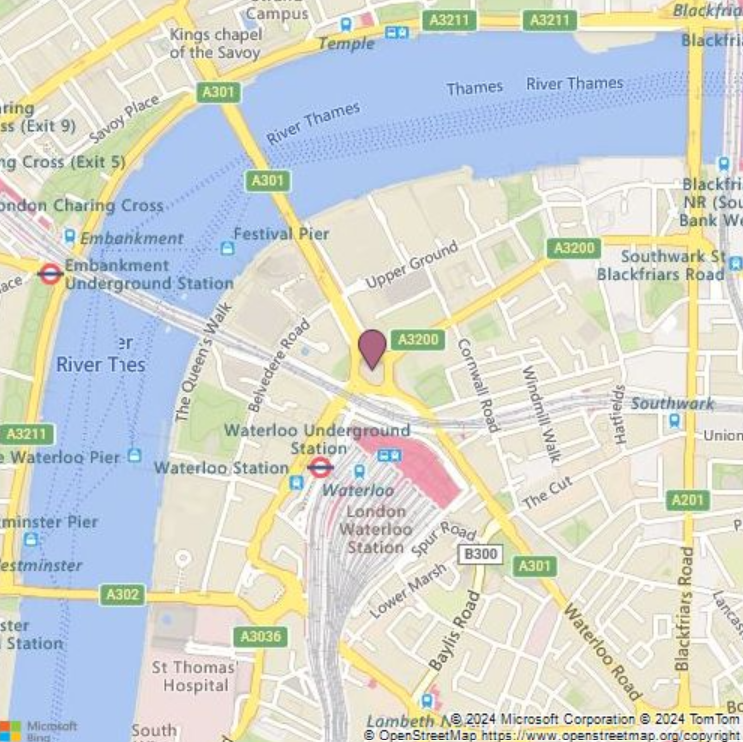 Campus
A3211
A3211
Blackfria
Kings chapel
of the Savoy
Temple
Blackfria
A301
Thames
River Thames
Savoy Place
River Thames
aring
ss (Exit 9)
ng Cross (Exit 5)
A301
Blackfria
NR (Sou
Bank We
ondon Charing Cross
Embankment
Festival Pier
A3200
Upper Ground
Southwark St
Blackfriars Road
Embankment
Underground Station
lace
The Queen's Walk
Belvedere Road
er
River Th es
A3200
Cornwall Road
Windmill Walk
Hatfields
Southwark
A3211
Waterloo Underground
Station
Union
e Waterloo Pier
Waterloo Station
Waterloo
The Cut
A201
London
Waterloo
Station
minster Pier
Spur Road
B300
estminster
A301
Lower Marsh
A302
Baylis Road
Waterloo Road
Blackfriars Road
Lancas
ster
l Station
A3036
St Thomas'
Hospital
South
Lambeth N
Bo
Microsoft
Bing
© 2024 Microsoft Corporation © 2024 TomTom
© OpenStreetMap https://www.openstreetmap.org/copyright